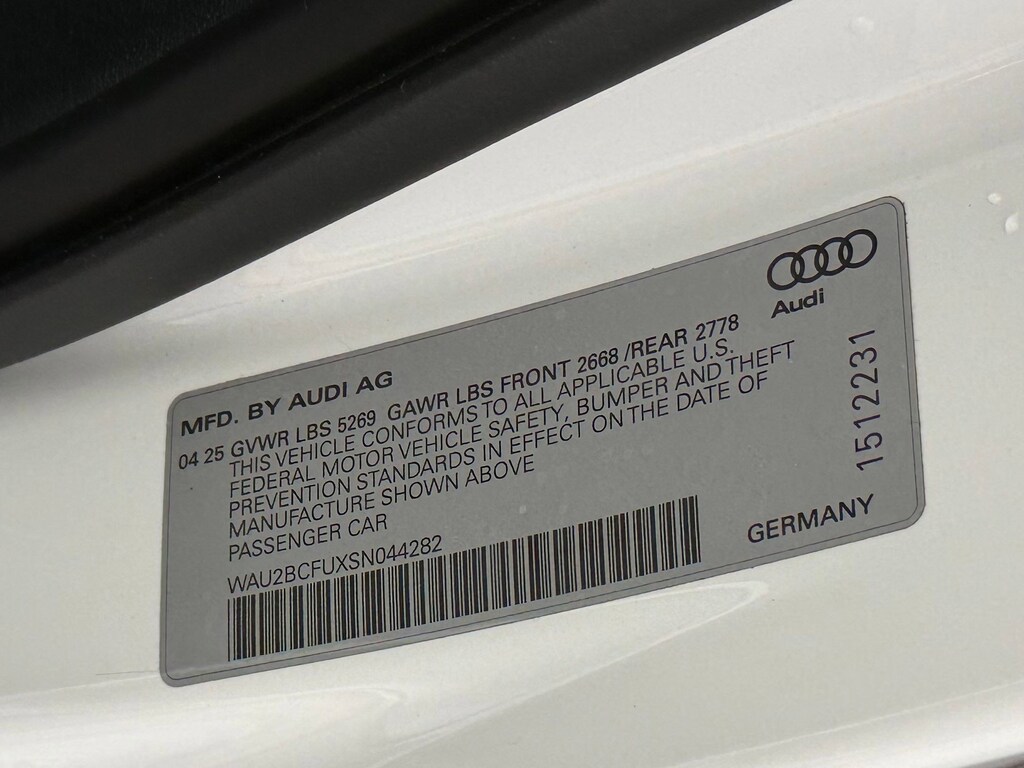 Audi
MFD. BY AUDI AG
04 25 GVWR LBS 5269 GAWR LBS FRONT 2668 /REAR 2778
THIS VEHICLE CONFORMS TO ALL APPLICABLE U.S.
FEDERAL MOTOR VEHICLE SAFETY, BUMPER AND THEFT
PREVENTION STANDARDS IN EFFECT ON THE DATE OF
MANUFACTURE SHOWN ABOVE
PASSENGER CAR
WAU2BCFUXSN044282
GERMANY
1512231